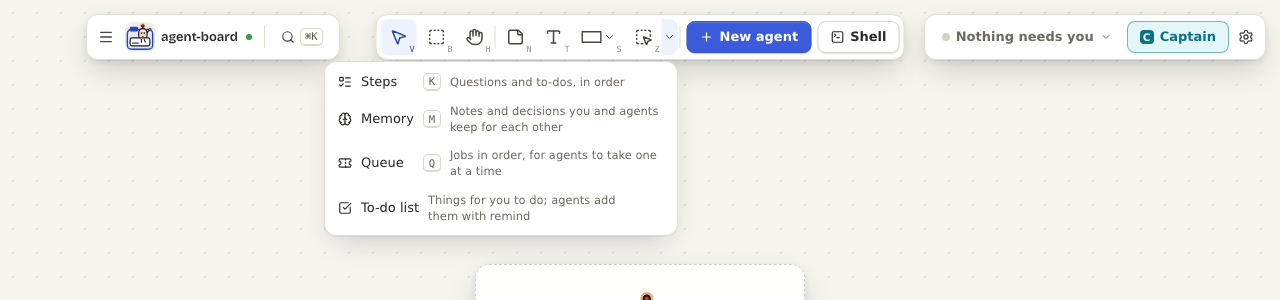 agent-board ⌘K V B H N T S Z + New agent Shell Nothing needs you C Captain
Steps K Questions and to-dos, in order
Memory M Notes and decisions you and agents
keep for each other
Queue Q Jobs in order, for agents to take one
at a time
To-do list Things for you to do; agents add
them with remind